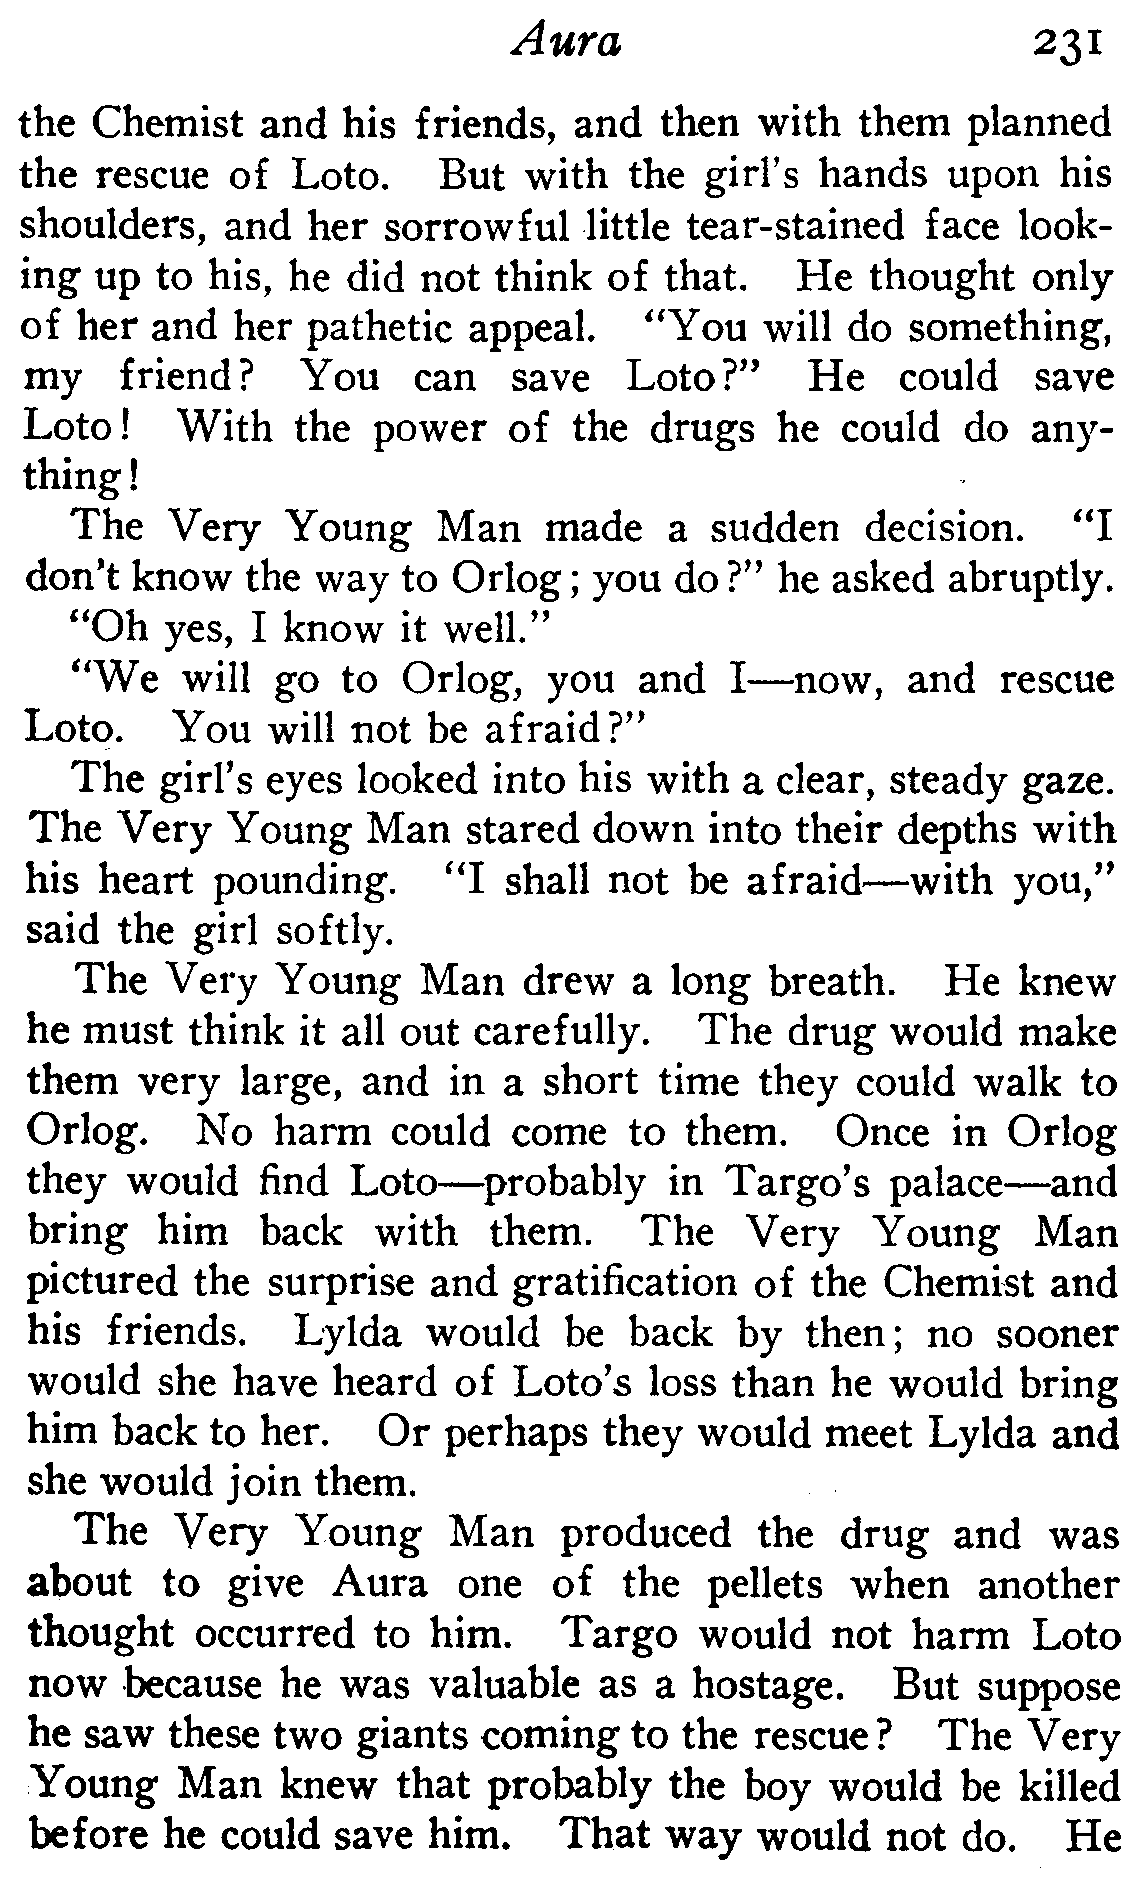 Aura 231
the Chemist and his friends, and then with them planned
the rescue of Loto. But with the girl's hands upon his
shoulders, and her sorrowful little tear-stained face look-
ing up to his, he did not think of that. He thought only
of her and her pathetic appeal. "You will do something,
my friend? You can save Loto?" He could save
Loto! With the power of the drugs he could do any-
thing!
The Very Young Man made a sudden decision. "I
don't know the way to Orlog; you do?" he asked abruptly.
"Oh yes, I know it well."
"We will go to Orlog, you and I—now, and rescue
Loto. You will not be afraid?"
The girl's eyes looked into his with a clear, steady gaze.
The Very Young Man stared down into their depths with
his heart pounding. "I shall not be afraid—with you,"
said the girl softly.
The Very Young Man drew a long breath. He knew
he must think it all out carefully. The drug would make
them very large, and in a short time they could walk to
Orlog. No harm could come to them. Once in Orlog
they would find Loto—probably in Targo's palace—and
bring him back with them. The Very Young Man
pictured the surprise and gratification of the Chemist and
his friends. Lylda would be back by then; no sooner
would she have heard of Loto's loss than he would bring
him back to her. Or perhaps they would meet Lylda and
she would join them.
The Very Young Man produced the drug and was
about to give Aura one of the pellets when another
thought occurred to him. Targo would not harm Loto
now because he was valuable as a hostage. But suppose
he saw these two giants coming to the rescue? The Very
Young Man knew that probably the boy would be killed
before he could save him. That way would not do. He